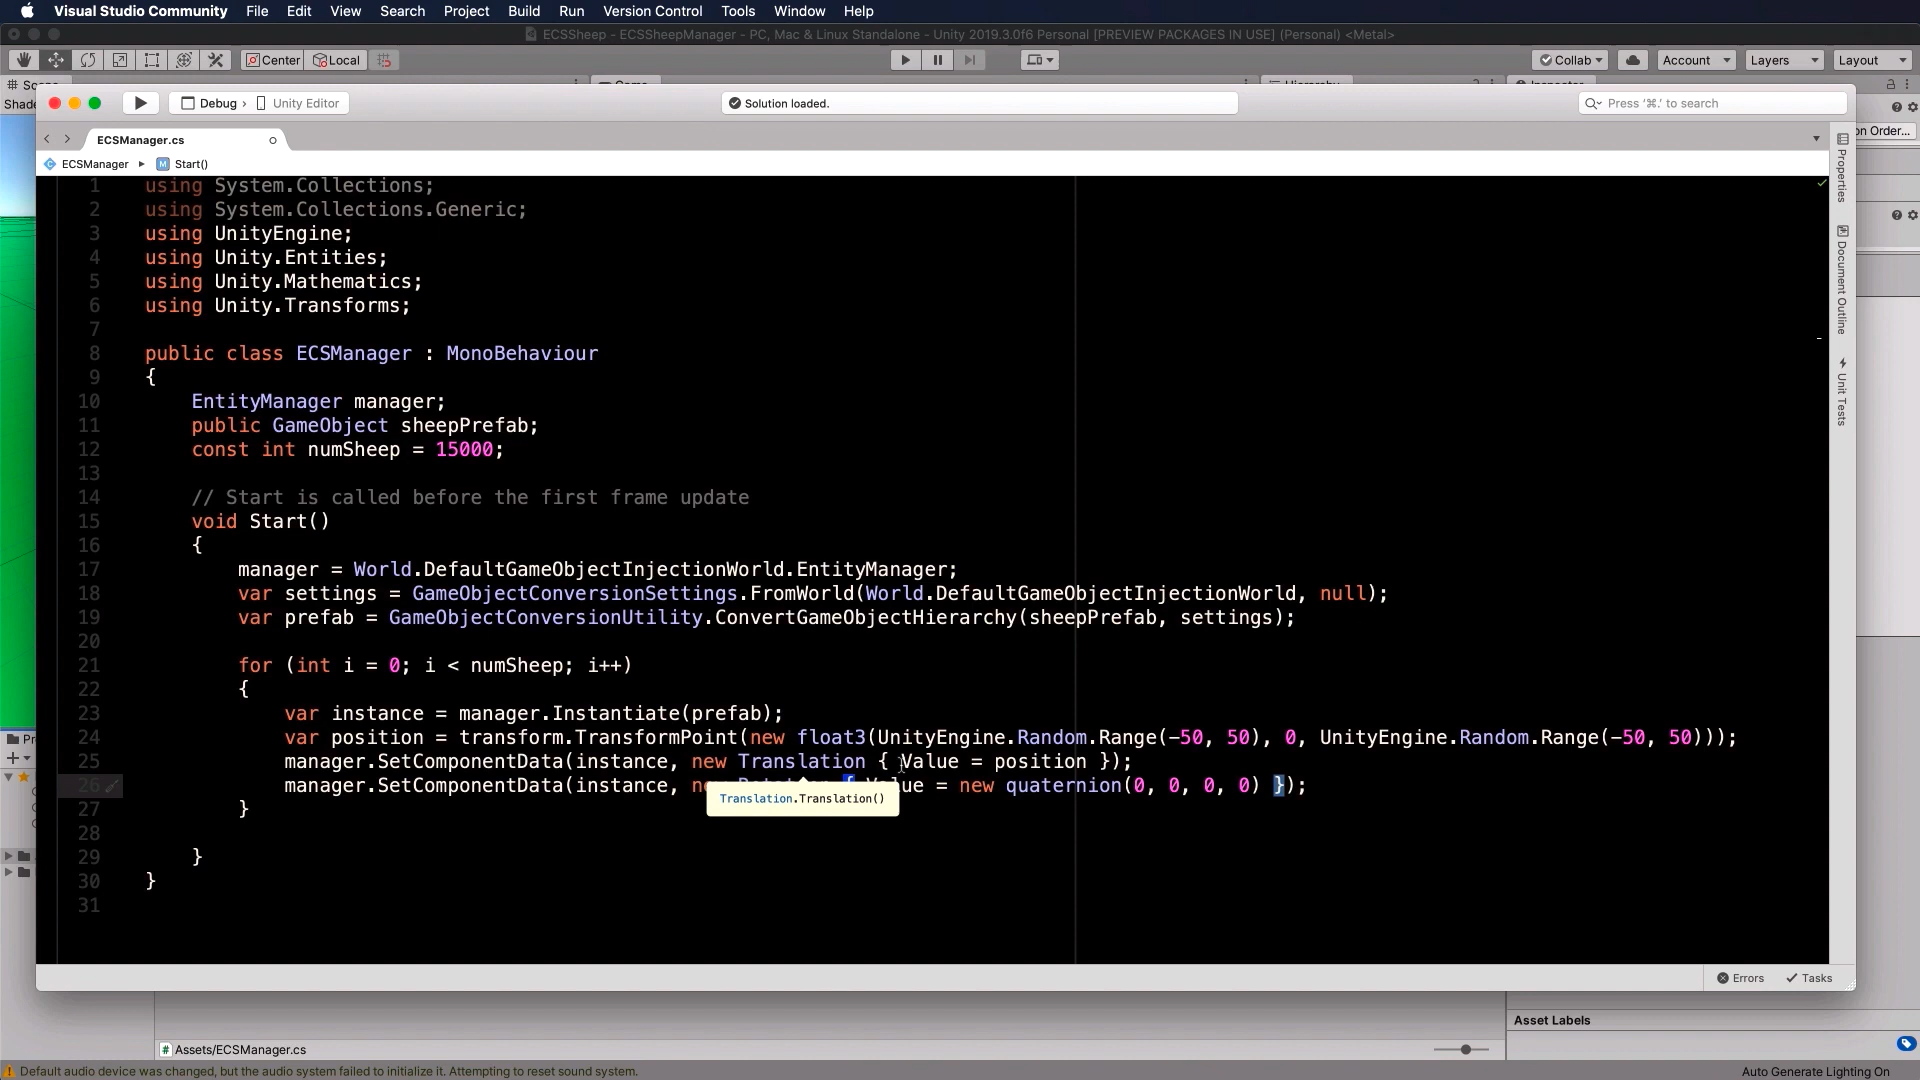 Visual Studio Community File Edit View Search Project Build Run Version Control Tools Window Help
ECSSheep - ECSSheepManager - PC, Mac & Linux Standalone - Unity 2019.3.0f6 Personal [PREVIEW PACKAGES IN USE] (Personal) <Metal>
Center Local Collab Account Layers Layout
Debug › Unity Editor Solution loaded. Press '⌘.' to search
ECSManager.cs
on Order...
ECSManager ▸ M Start()
1 using System.Collections;
2 using System.Collections.Generic;
3 using UnityEngine;
4 using Unity.Entities;
5 using Unity.Mathematics;
6 using Unity.Transforms;
7
8 public class ECSManager : MonoBehaviour
9 {
10 EntityManager manager;
11 public GameObject sheepPrefab;
12 const int numSheep = 15000;
13
14 // Start is called before the first frame update
15 void Start()
16 {
17 manager = World.DefaultGameObjectInjectionWorld.EntityManager;
18 var settings = GameObjectConversionSettings.FromWorld(World.DefaultGameObjectInjectionWorld, null);
19 var prefab = GameObjectConversionUtility.ConvertGameObjectHierarchy(sheepPrefab, settings);
20
21 for (int i = 0; i < numSheep; i++)
22 {
23 var instance = manager.Instantiate(prefab);
24 var position = transform.TransformPoint(new float3(UnityEngine.Random.Range(-50, 50), 0, UnityEngine.Random.Range(-50, 50)));
25 manager.SetComponentData(instance, new Translation { Value = position });
26 manager.SetComponentData(instance, ue = new quaternion(0, 0, 0, 0) });
Translation.Translation()
27 }
28
29 }
30 }
31
Properties
Document Outline
Unit Tests
Errors Tasks
Asset Labels
Assets/ECSManager.cs
Default audio device was changed, but the audio system failed to initialize it. Attempting to reset sound system.
Auto Generate Lighting On